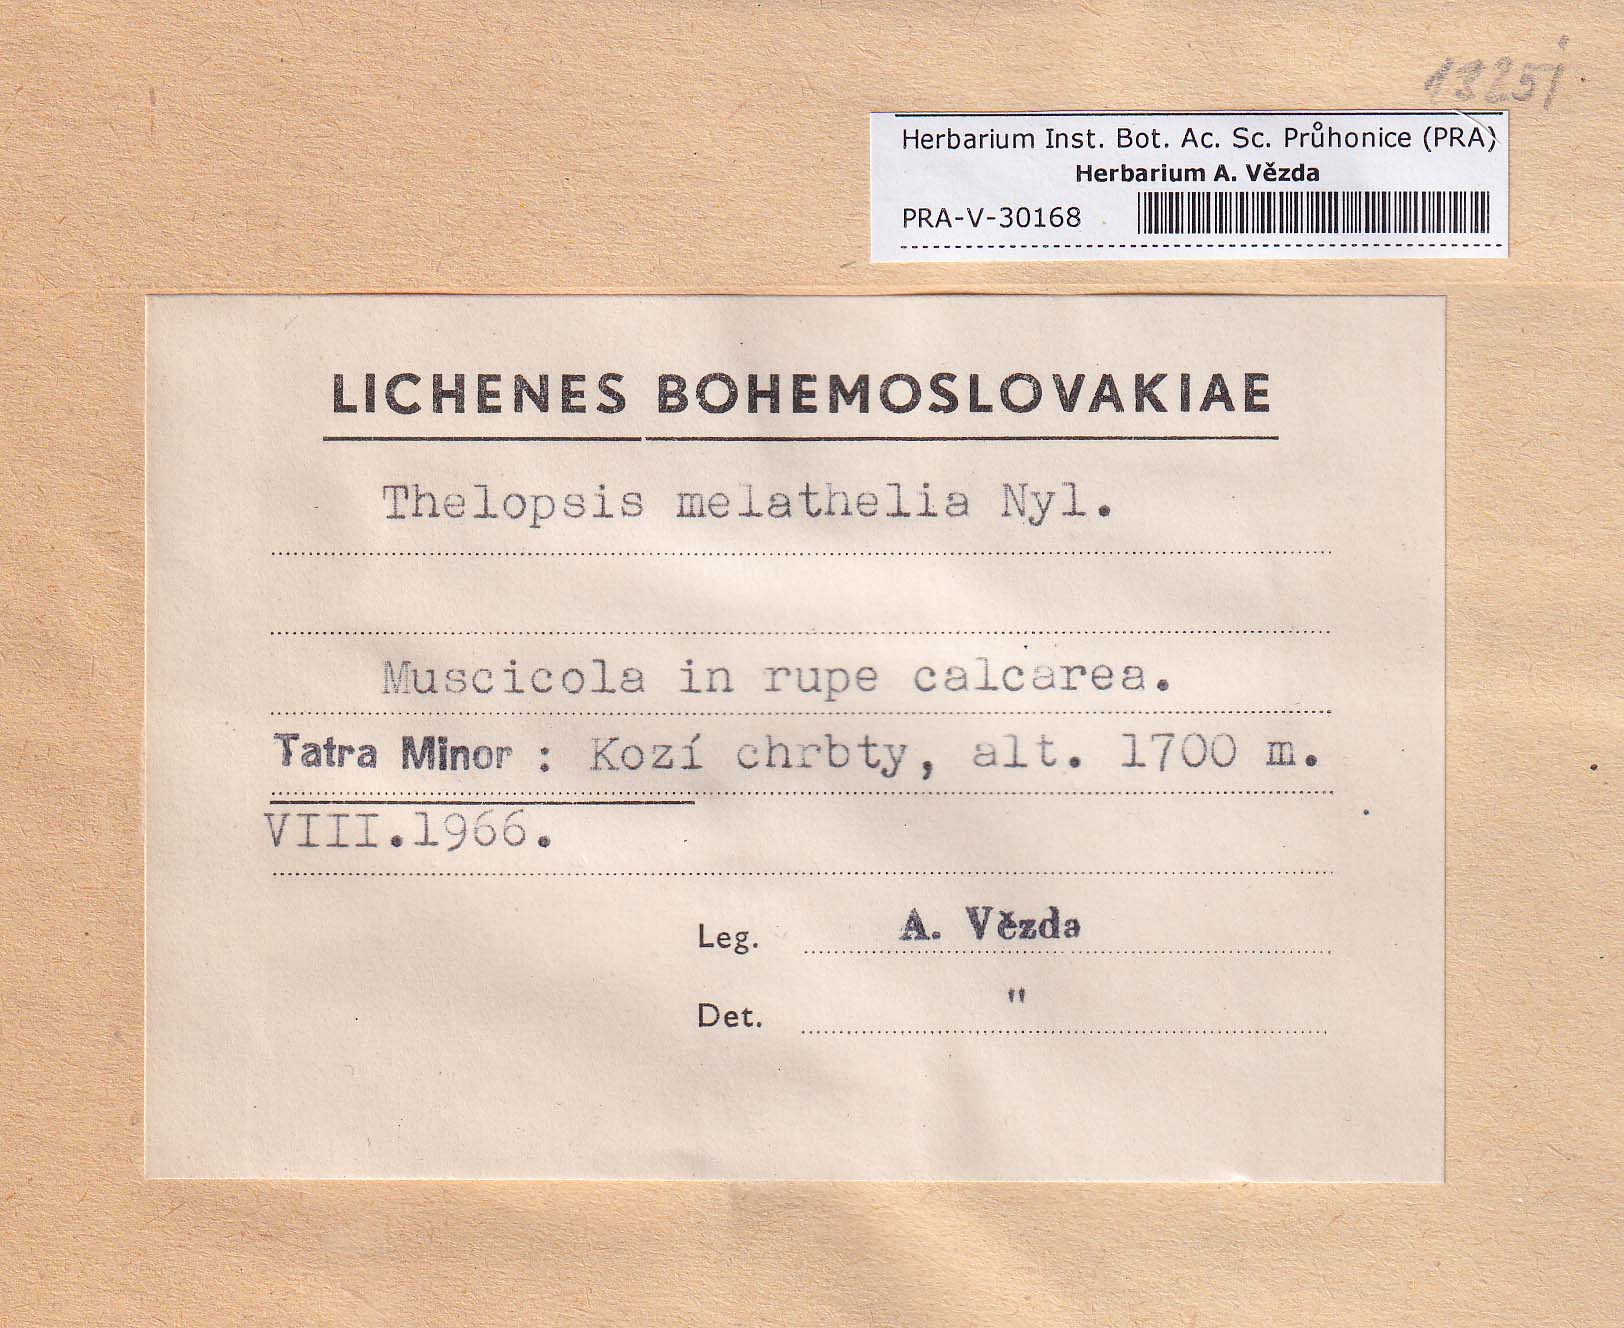 1325i
Herbarium Inst. Bot. Ac. Sc. Průhonice (PRA)
Herbarium A. Vězda
PRA-V-30168
LICHENES BOHEMOSLOVAKIAE
Thelopsis melathelia Nyl.
Muscicola in rupe calcarea.
Tatra Minor : Kozí chrbty, alt. 1700 m.
VIII.1966.
Leg. A. Vězda
Det. "